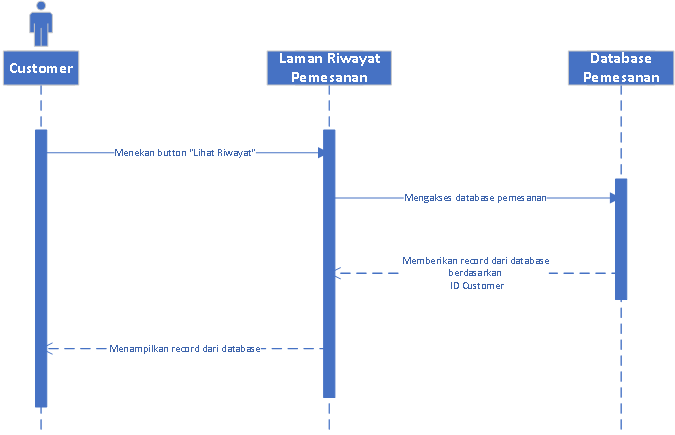 Customer
Laman Riwayat
Pemesanan
Database
Pemesanan
Menekan button "Lihat Riwayat"
Mengakses database pemesanan
Memberikan record dari database
berdasarkan
ID Customer
Menampilkan record dari database